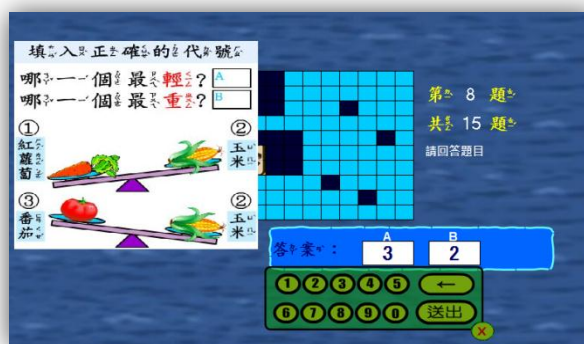 填入正確的代號
哪一個最輕？ A
哪一個最重？ B
① ②
紅蘿蔔 玉米
③ ②
番茄 玉米
第 8 題
共 15 題
請回答題目
A B
答案： 3 2
1 2 3 4 5 ←
6 7 8 9 0 送出
X